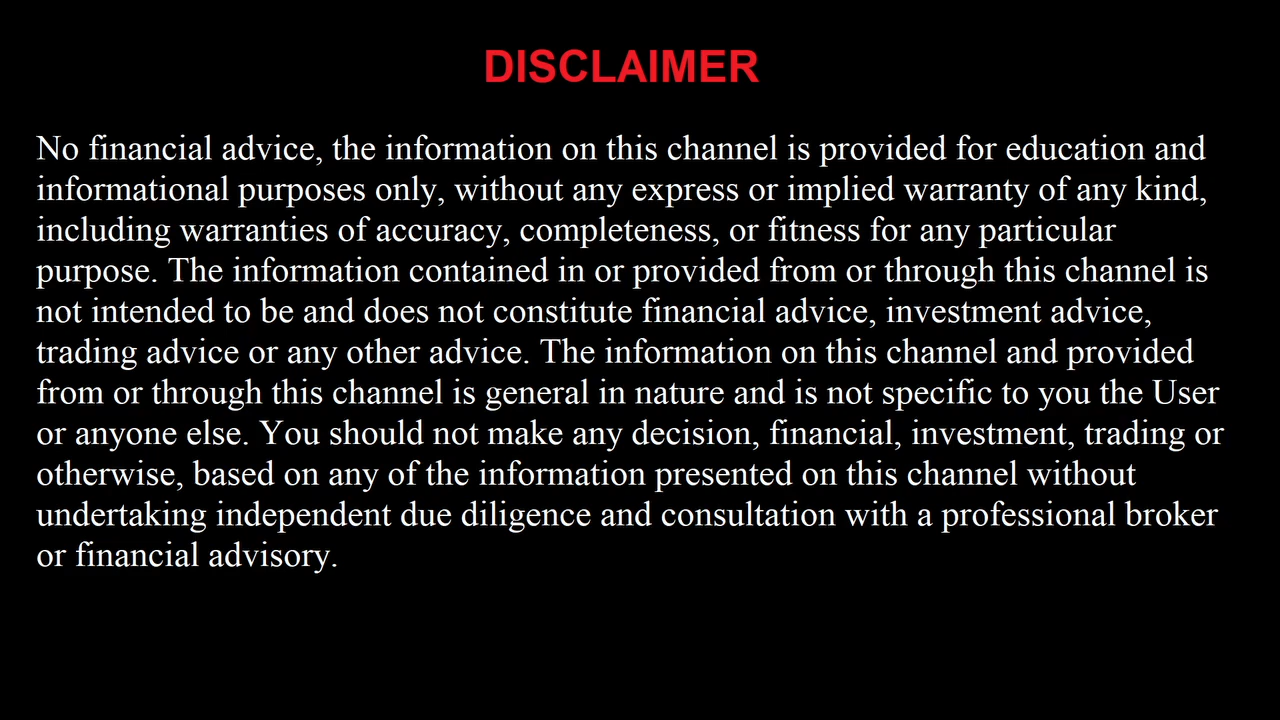 DISCLAIMER
No financial advice, the information on this channel is provided for education and
informational purposes only, without any express or implied warranty of any kind,
including warranties of accuracy, completeness, or fitness for any particular
purpose. The information contained in or provided from or through this channel is
not intended to be and does not constitute financial advice, investment advice,
trading advice or any other advice. The information on this channel and provided
from or through this channel is general in nature and is not specific to you the User
or anyone else. You should not make any decision, financial, investment, trading or
otherwise, based on any of the information presented on this channel without
undertaking independent due diligence and consultation with a professional broker
or financial advisory.